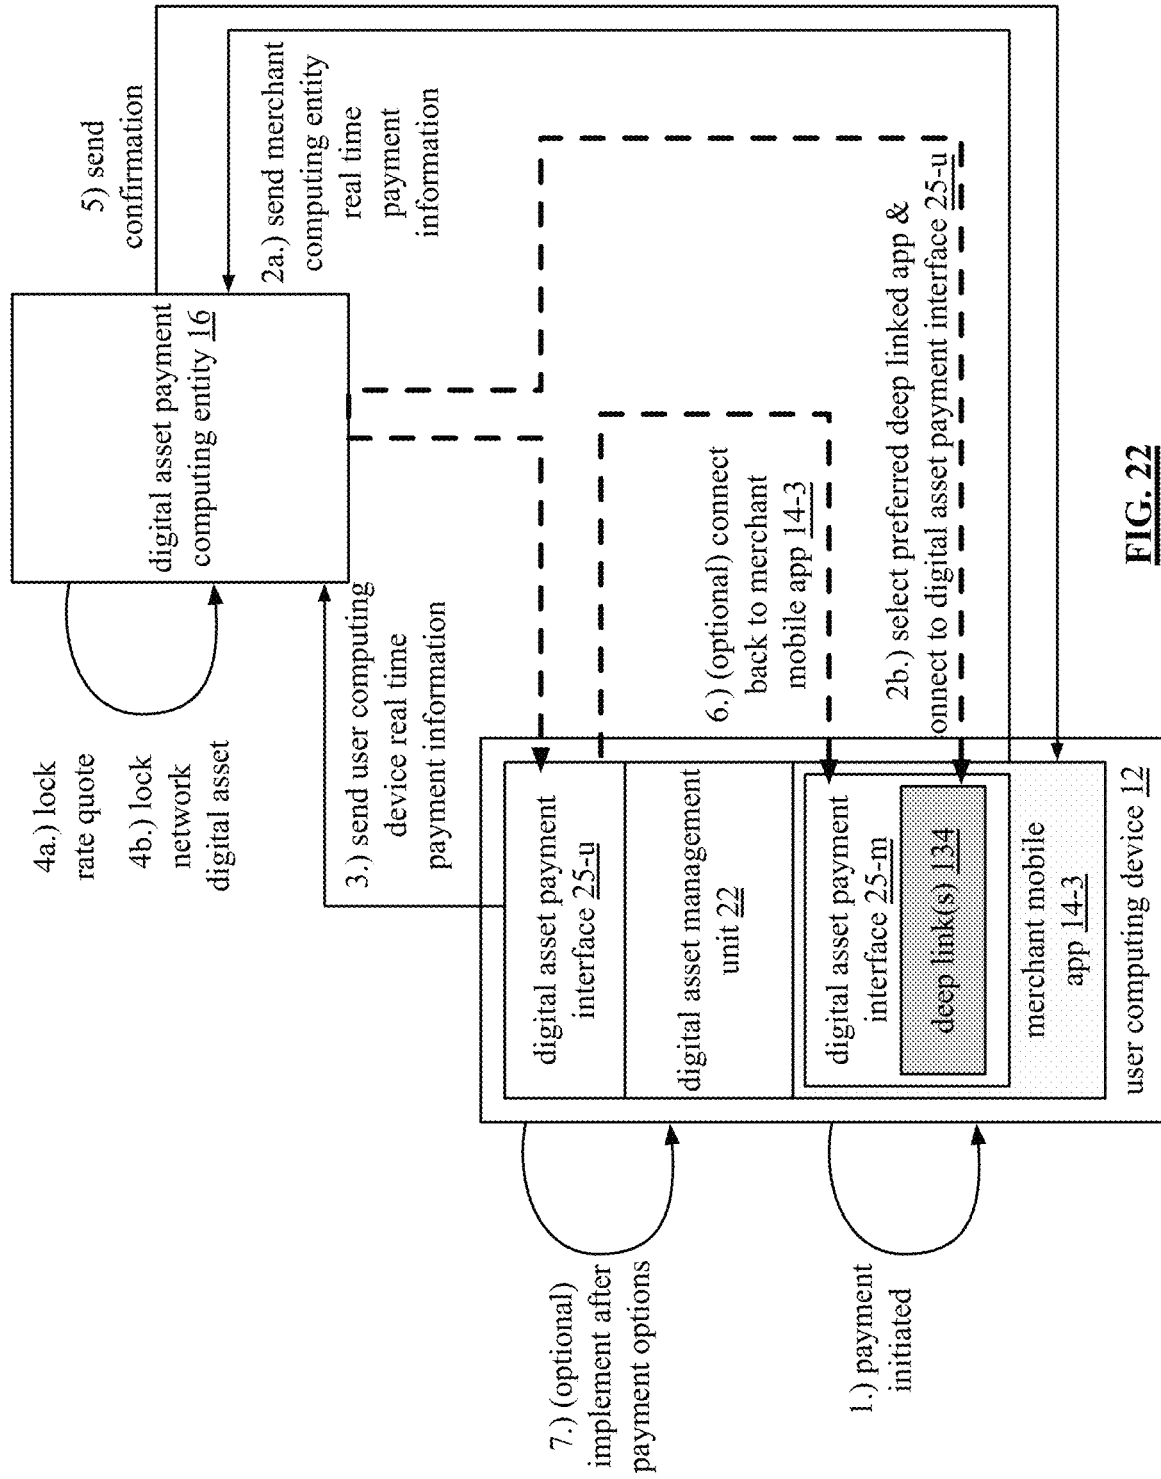 digital asset payment
computing entity 16
4a.) lock
rate quote
4b.) lock
network
digital asset
5) send
confirmation
2a.) send merchant
computing entity
real time
payment
information
3.) send user computing
device real time
payment information
6.) (optional) connect
back to merchant
mobile app 14-3
2b.) select preferred deep linked app &
onnect to digital asset payment interface 25-u
digital asset payment
interface 25-u
digital asset management
unit 22
digital asset payment
interface 25-m
deep link(s) 134
merchant mobile
app 14-3
user computing device 12
7.) (optional)
implement after
payment options
1.) payment
initiated
FIG. 22